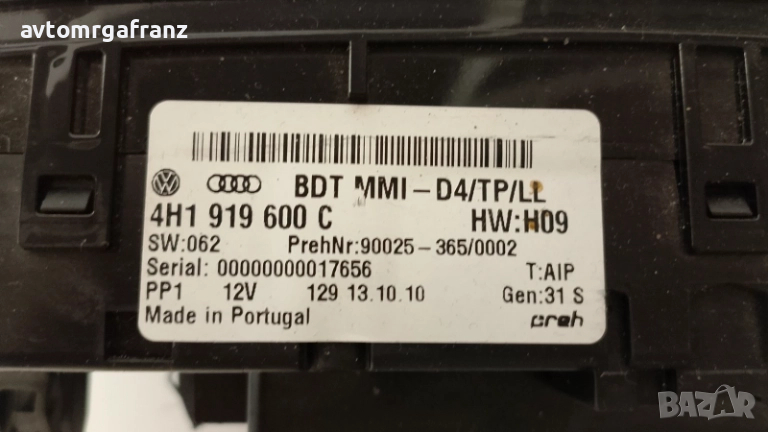 avtomrgafranz
BDT MMI-D4/TP/LL
4H1 919 600 C HW:H09
SW:062 PrehNr:90025-365/0002
Serial: 00000000017656 T:AIP
PP1 12V 129 13.10.10 Gen:31 S
Made in Portugal preh
BAZAR